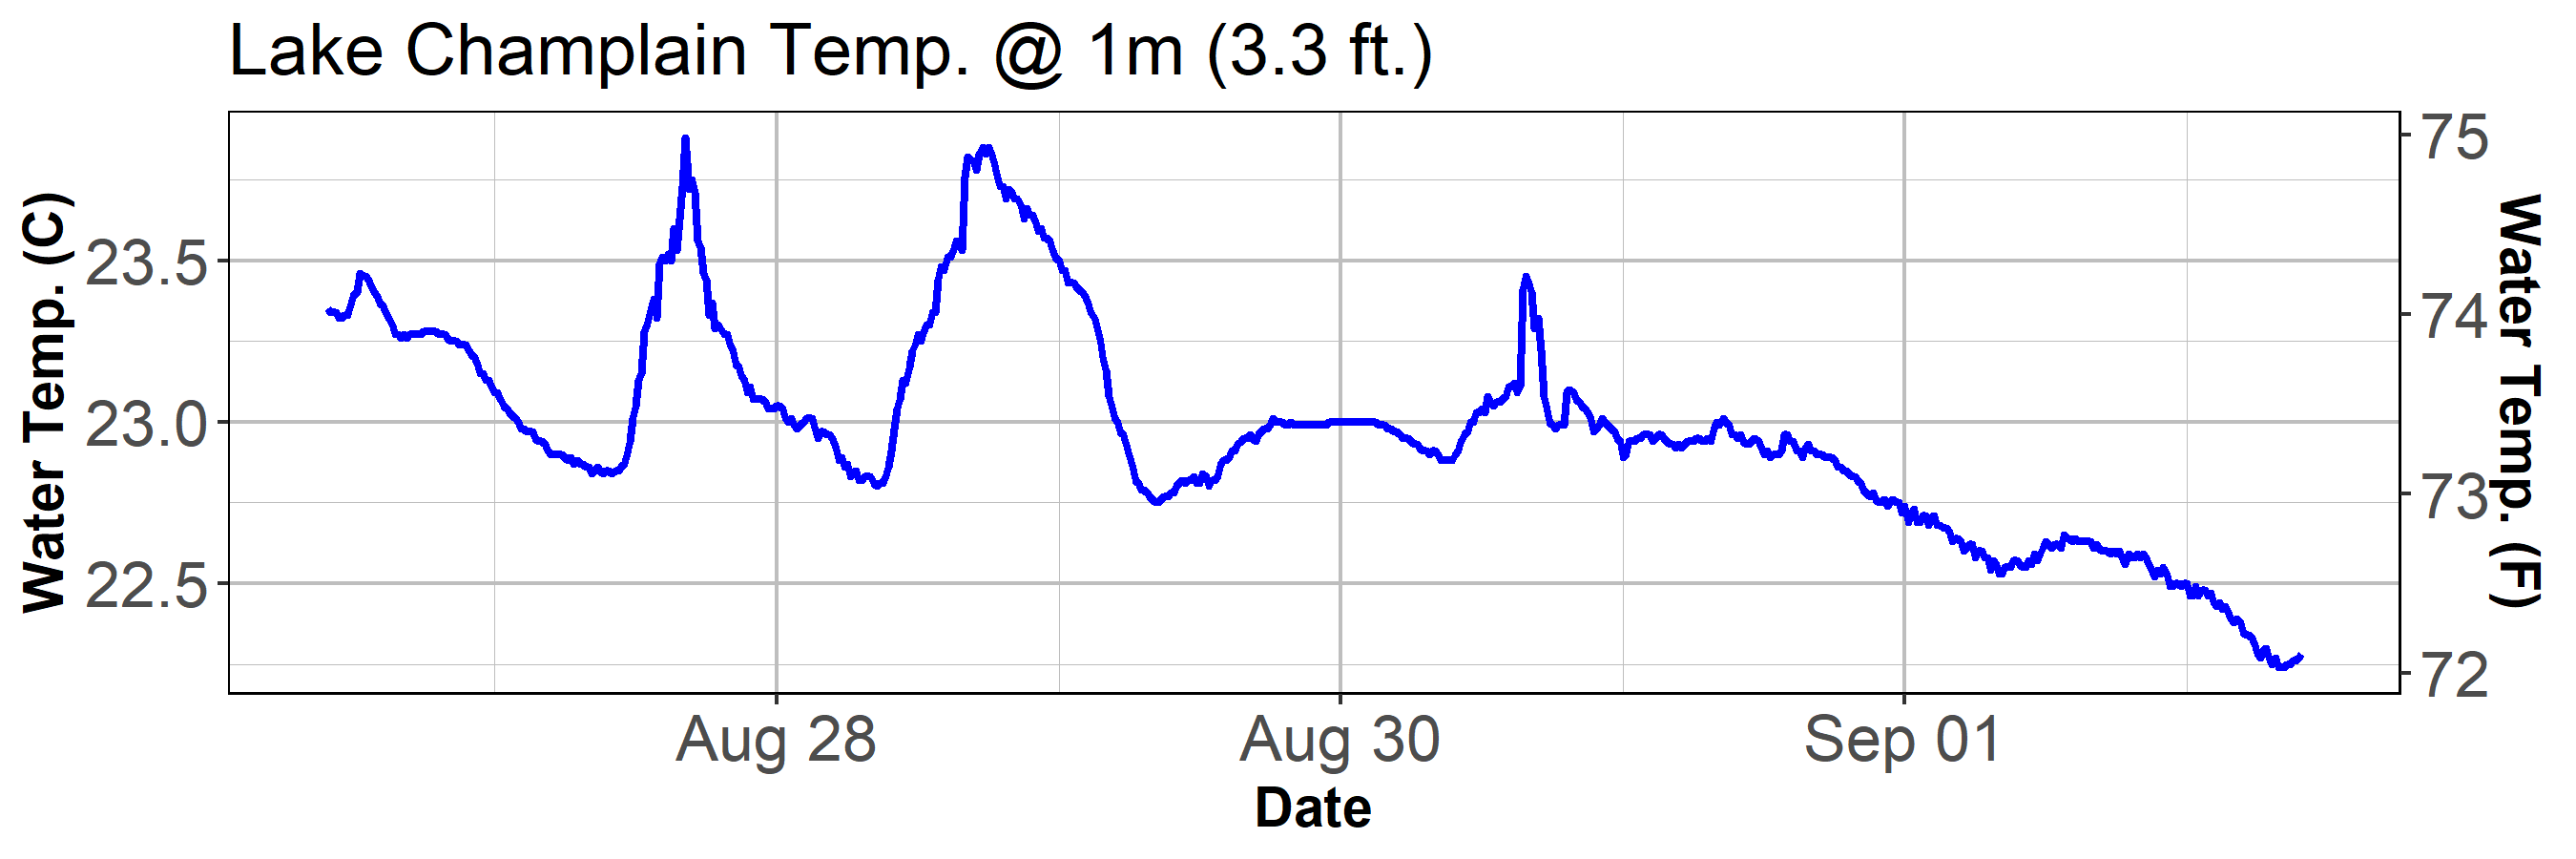 Lake Champlain Temp. @ 1m (3.3 ft.)
Water Temp. (C)
23.5
23.0
22.5
75
74
73
72
Water Temp. (F)
Aug 28
Aug 30
Sep 01
Date